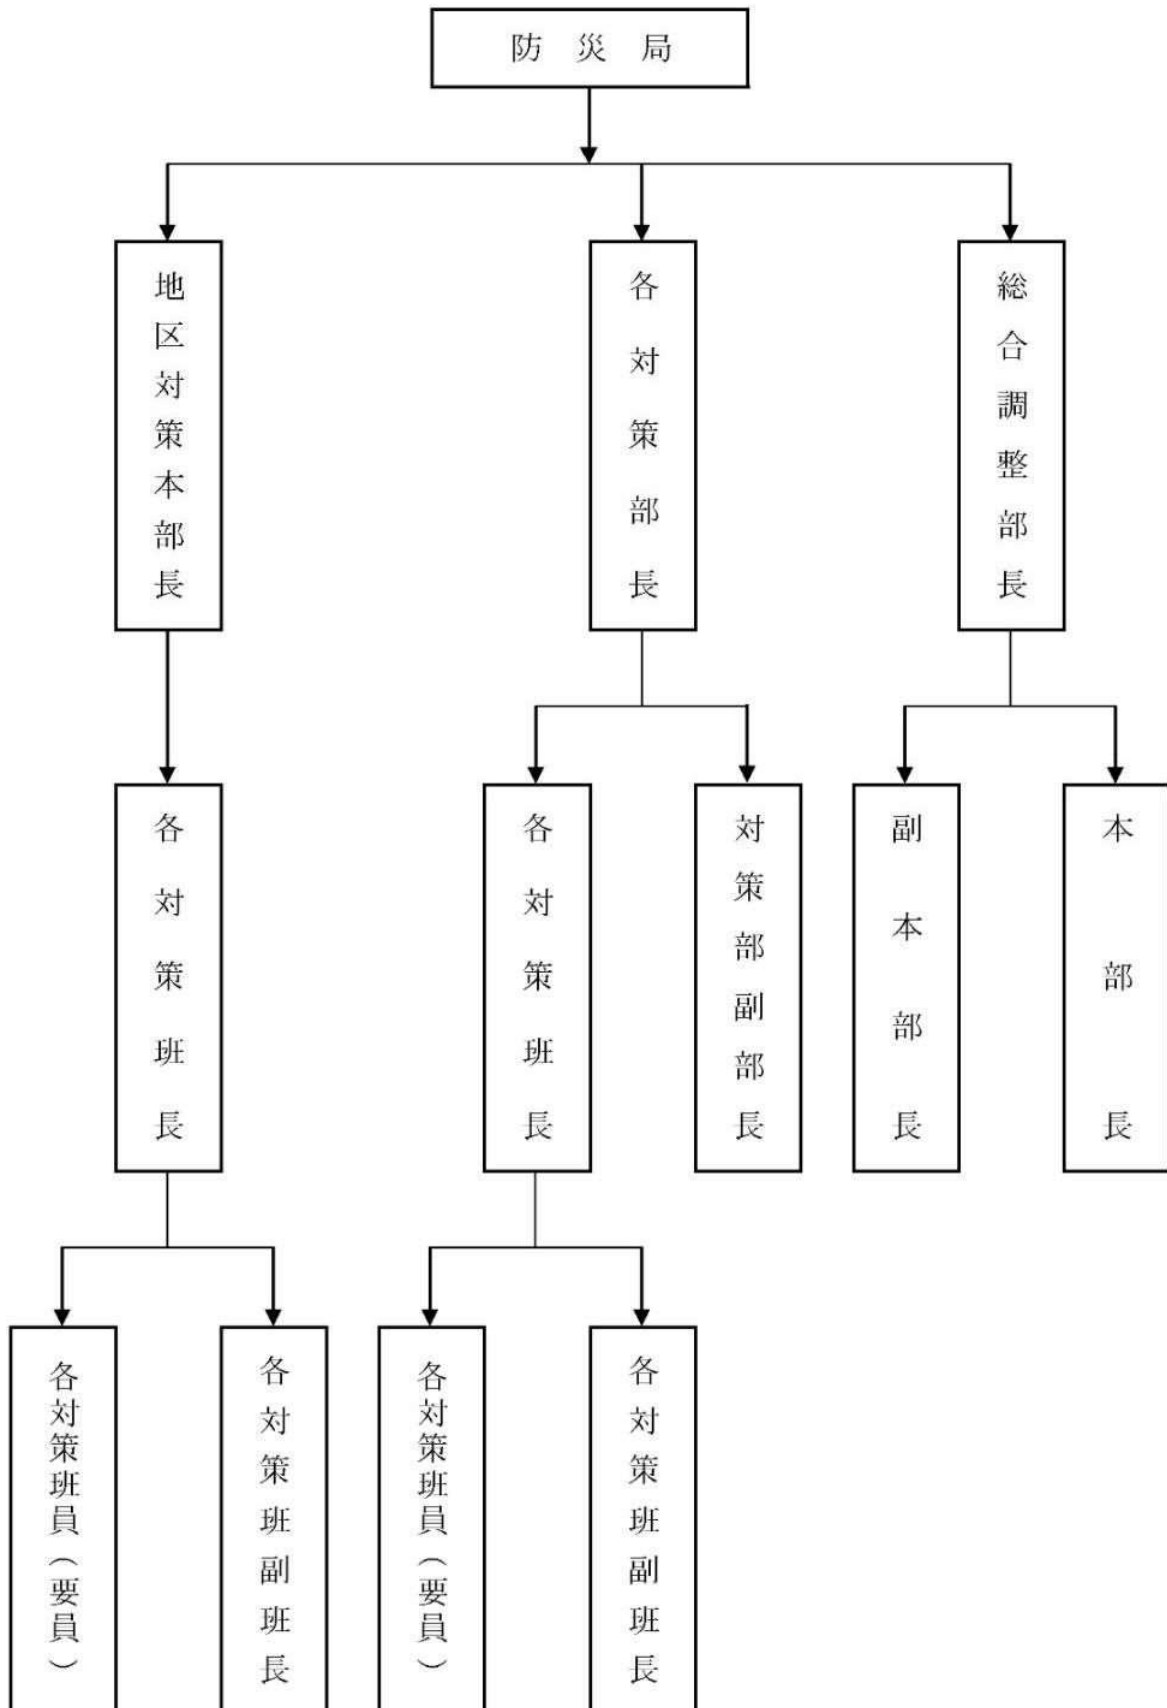 防災局
総合調整部長
各対策部長
地区対策本部長
本部長
副本部長
対策部副部長
各対策班長
各対策班長
各対策班副班長
各対策班員(要員)
各対策班副班長
各対策班員(要員)